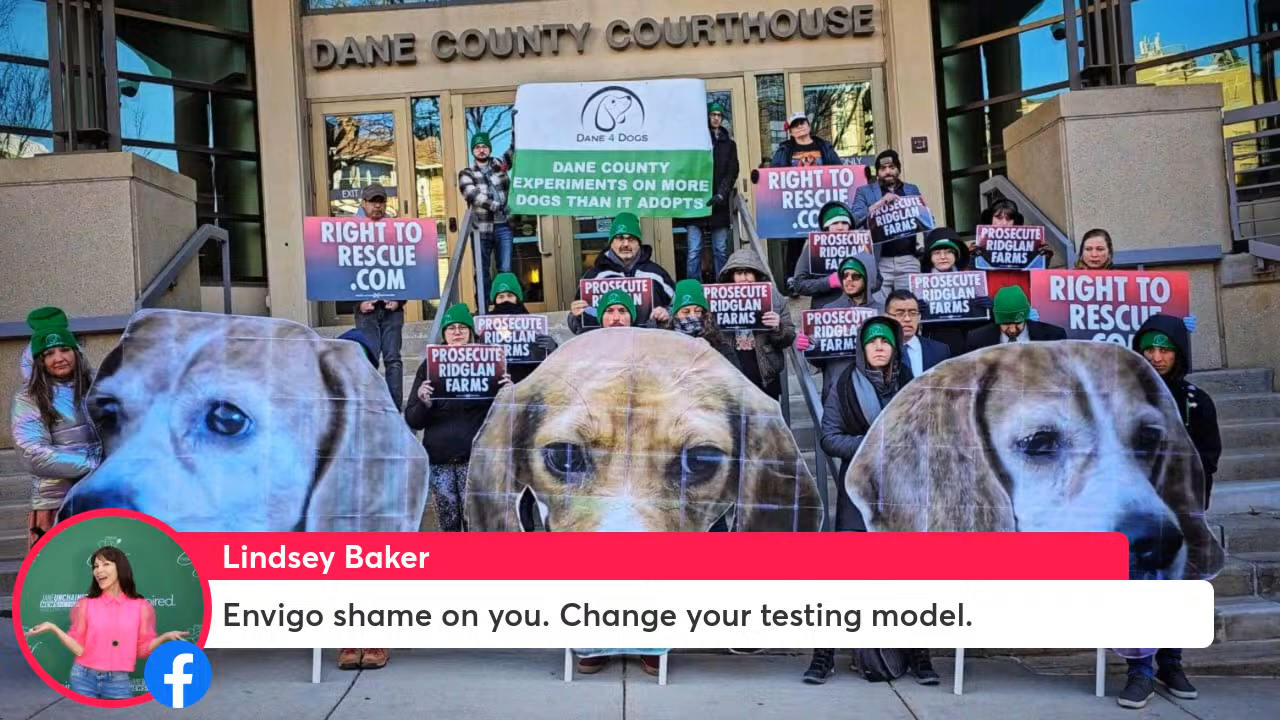 DANE COUNTY COURTHOUSE
DANE 4 DOGS
DANE COUNTY
EXPERIMENTS ON MORE
DOGS THAN IT ADOPTS
EXIT
ONLY
RIGHT TO
RESCUE
.COM
RIGHT TO
RESCUE
.CO
PROSECUTE
RIDGLAN
FARMS
PROSECUTE
RIDGLAN
FARMS
PROSECUTE
RIDGLAN
FARMS
PROSECUTE
RIDGLAN
FARMS
RIGHT TO
RESCUE
.COM
PROSECUTE
PROSECUTE
RIDGLAN
FARMS
PROSECUTE
RIDGLAN
FARMS
PROSECUTE
RIDGLAN
FARMS
PROSECUTE
RIDGLAN
FARMS
Lindsey Baker
Envigo shame on you. Change your testing model.